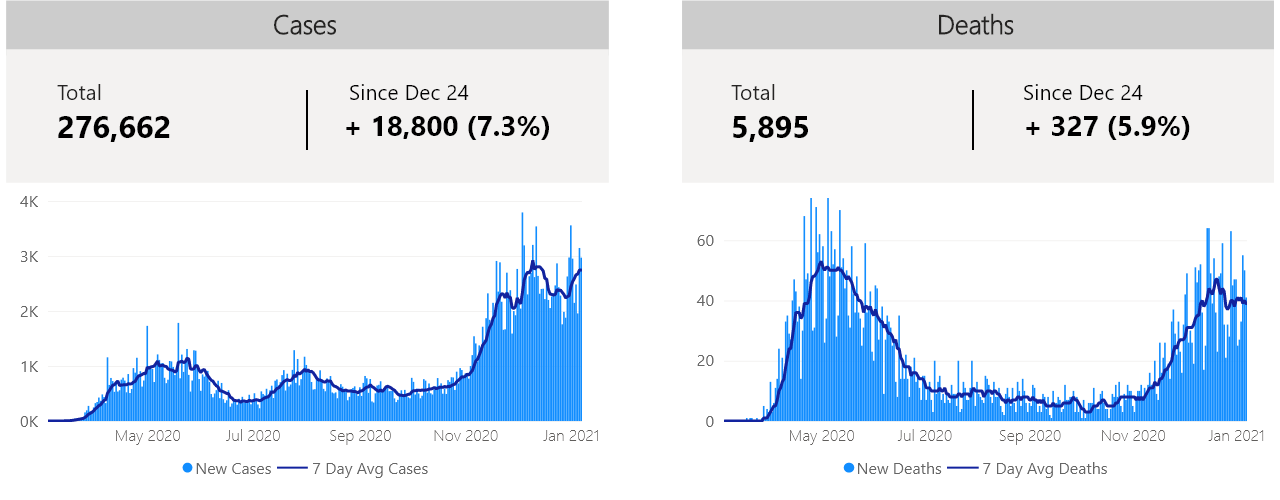 Cases
Total
Since Dec 24
276,662
+ 18,800 (7.3%)
4K
3K
2K
1K
0K
May 2020
Jul 2020
Sep 2020
Nov 2020
Jan 2021
New Cases
7 Day Avg Cases
Deaths
Total
Since Dec 24
5,895
+ 327 (5.9%)
60
40
20
0
May 2020
Jul 2020
Sep 2020
Nov 2020
Jan 2021
New Deaths
7 Day Avg Deaths